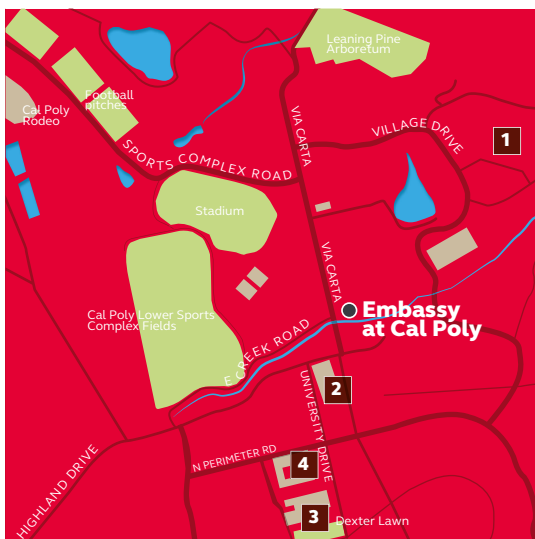 Leaning Pine
Arboretum
Football
pitches
Cal Poly
Rodeo
VIA CARTA
VILLAGE DRIVE
1
SPORTS COMPLEX ROAD
Stadium
VIA CARTA
Embassy
at Cal Poly
Cal Poly Lower Sports
Complex Fields
E CREEK ROAD
2
UNIVERSITY DRIVE
HIGHLAND DRIVE
N PERIMETER RD
4
3
Dexter Lawn